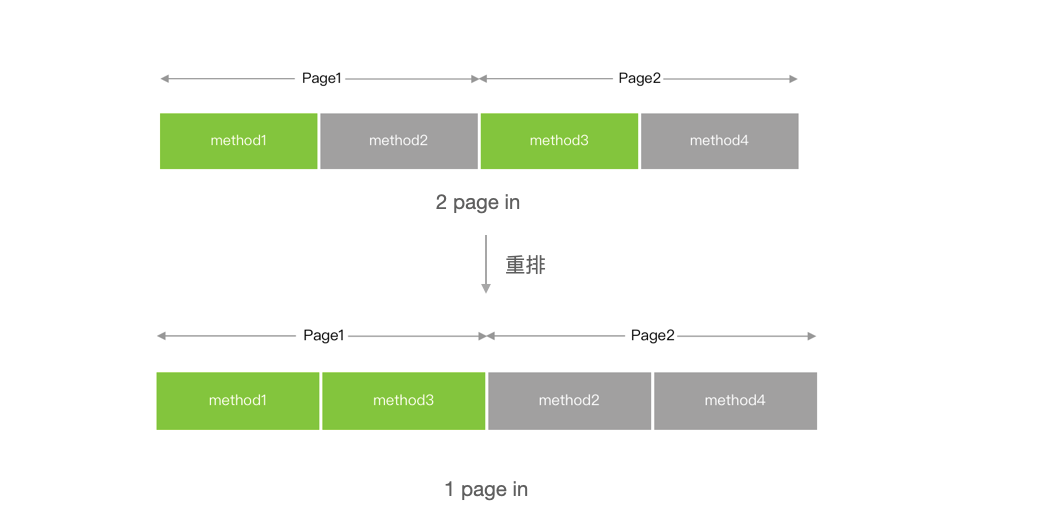 Page1 Page2
method1 method2 method3 method4
2 page in
重排
Page1 Page2
method1 method3 method2 method4
1 page in